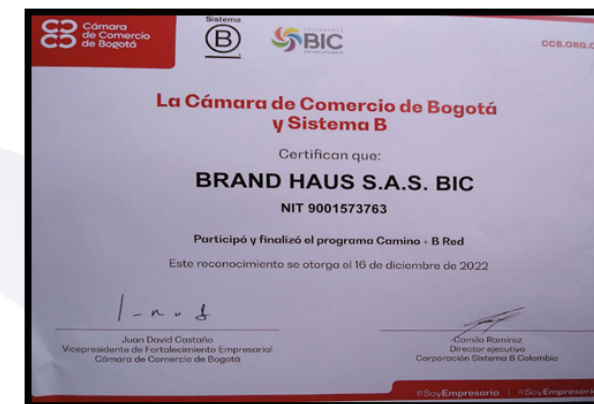 Cámara
de Comercio
de Bogotá
Sistema
B
SOCIEDADES
BIC
CCB.ORG.C
La Cámara de Comercio de Bogotá
y Sistema B
Certifican que:
BRAND HAUS S.A.S. BIC
NIT 9001573763
Participó y finalizó el programa Camino + B Red
Este reconocimiento se otorga el 16 de diciembre de 2022
Juan David Castaño
Vicepresidente de Fortalecimiento Empresarial
Cámara de Comercio de Bogotá
Camilo Ramírez
Director ejecutivo
Corporación Sistema B Colombia
#SoyEmpresario | #SoyEmpresari